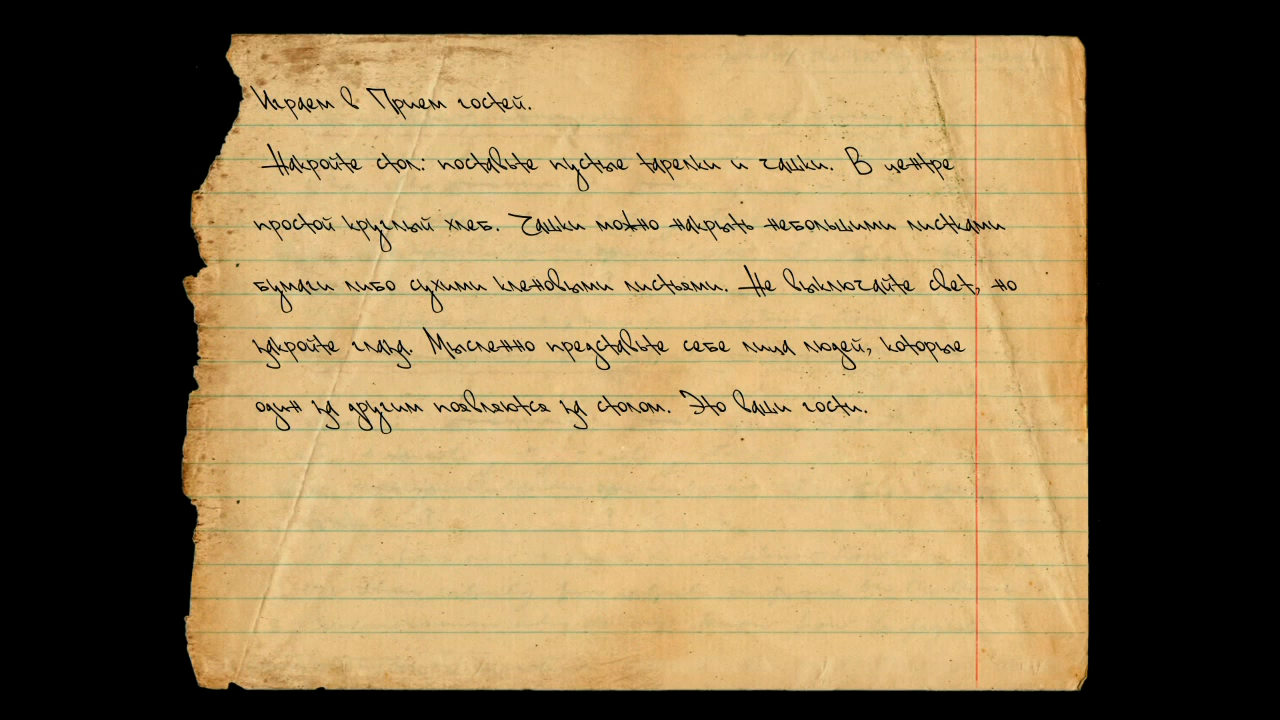 Играем в Прием гостей.
Накройте стол: поставьте пустые тарелки и чашки. В центре
простой круглый хлеб. Чашки можно накрыть небольшими листками
бумаги либо сухими кленовыми листьями. Не выключайте свет, но
закройте глаза. Мысленно представьте себе лица людей, которые
один за другим появляются за столом. Это ваши гости.